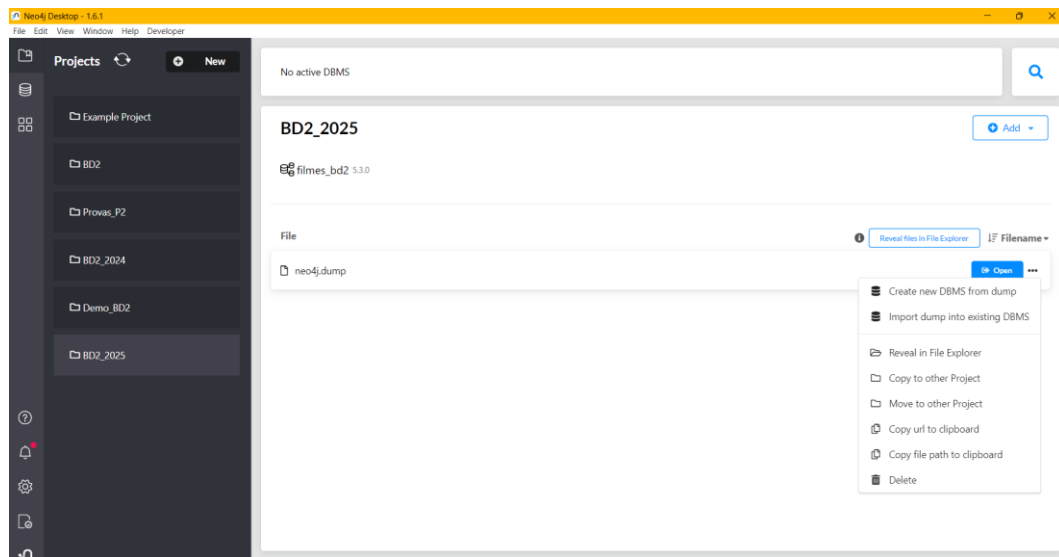 Neo4j Desktop - 1.6.1
File Edit View Window Help Developer
Projects
New
Example Project
BD2
Provas_P2
BD2_2024
Demo_BD2
BD2_2025
No active DBMS
BD2_2025
Add
filmes_bd2 5.3.0
File
Reveal files in File Explorer
Filename
neo4j.dump
Open
Create new DBMS from dump
Import dump into existing DBMS
Reveal in File Explorer
Copy to other Project
Move to other Project
Copy url to clipboard
Copy file path to clipboard
Delete